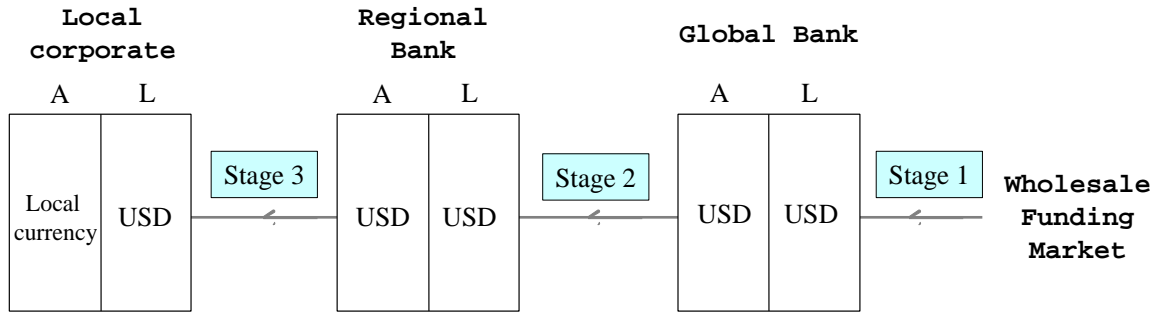 Local
corporate
Regional
Bank
Global Bank
A L
A L
A L
Stage 3
Stage 2
Stage 1
Local
currency
USD
USD
USD
USD
USD
Wholesale
Funding
Market